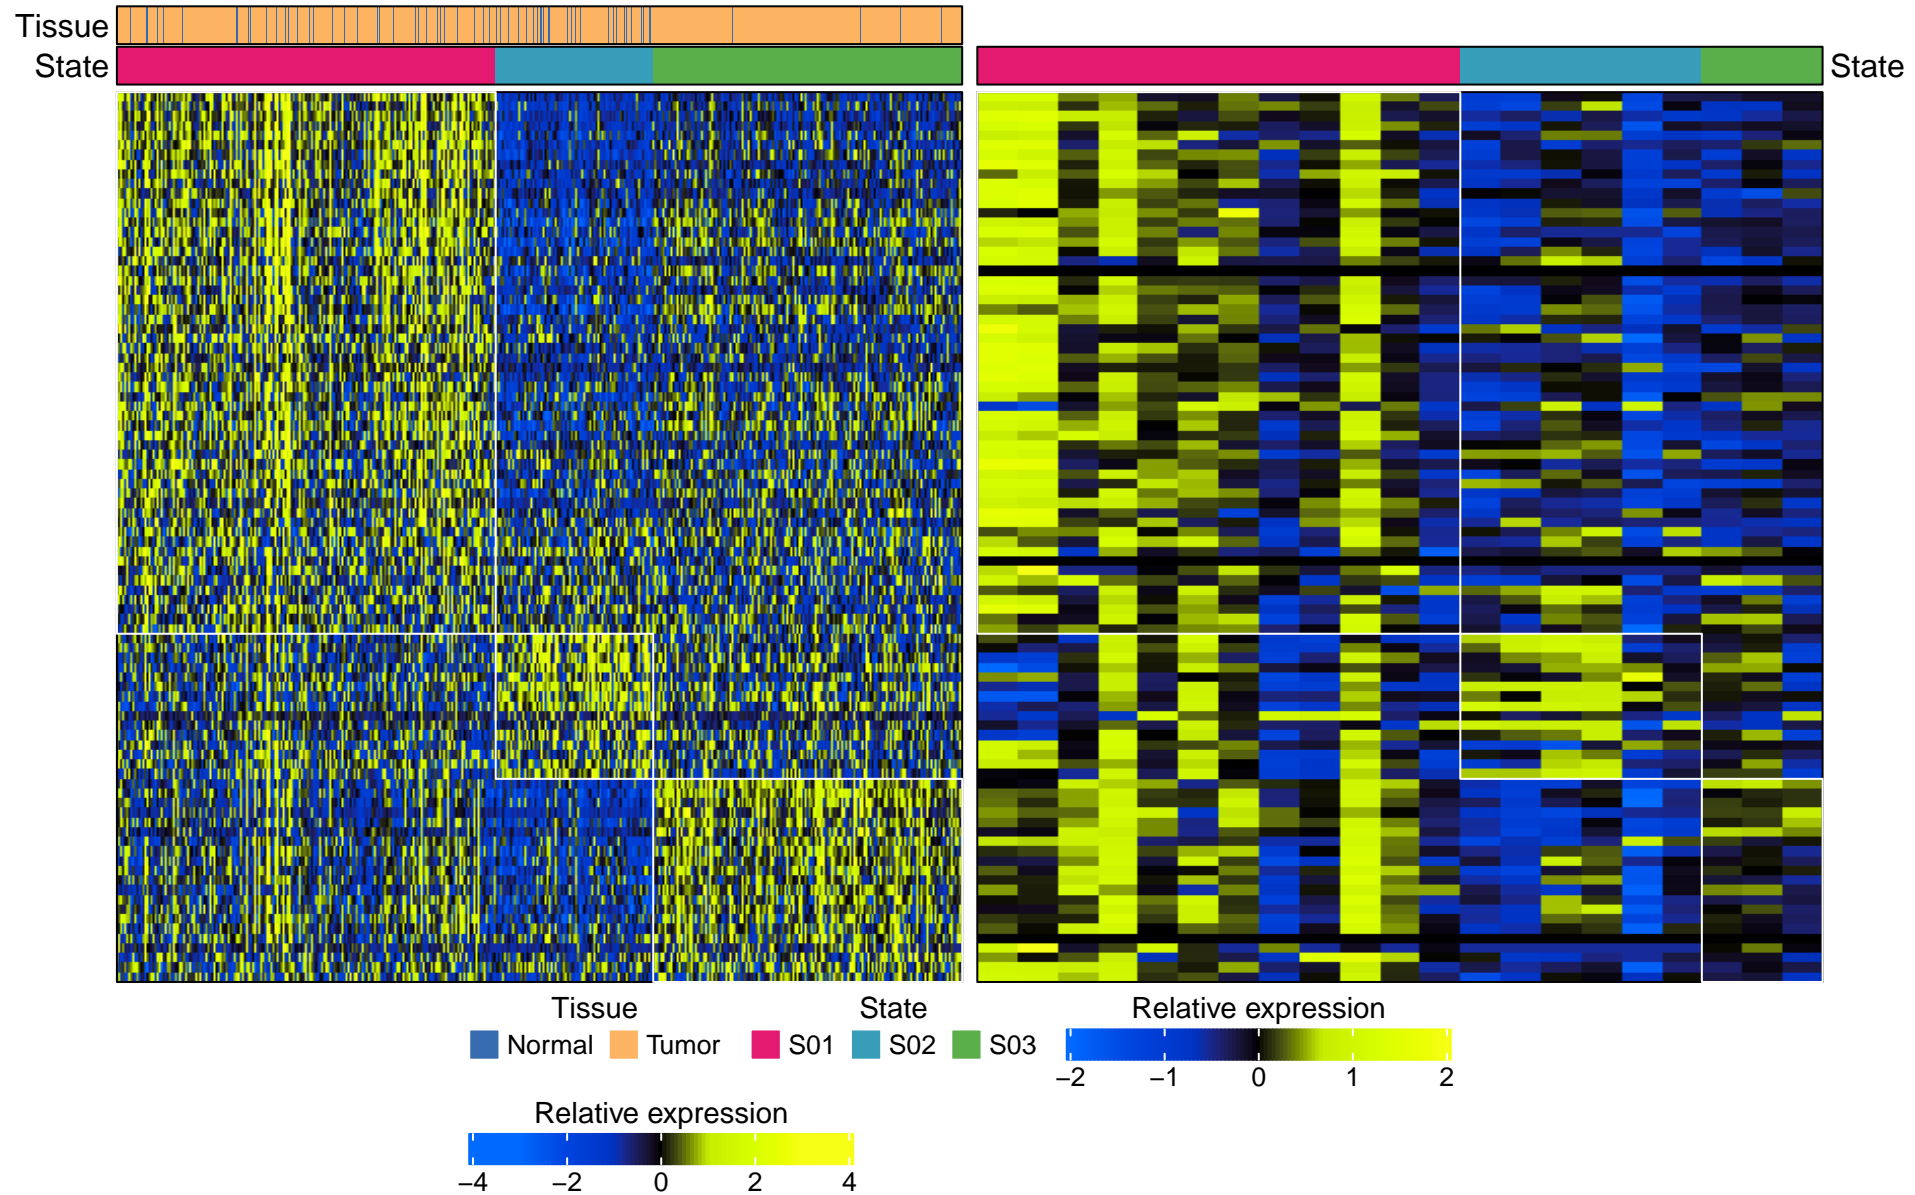 Tissue
State
State
Tissue
Normal Tumor
State
S01 S02 S03
Relative expression
−2 −1 0 1 2
Relative expression
−4 −2 0 2 4